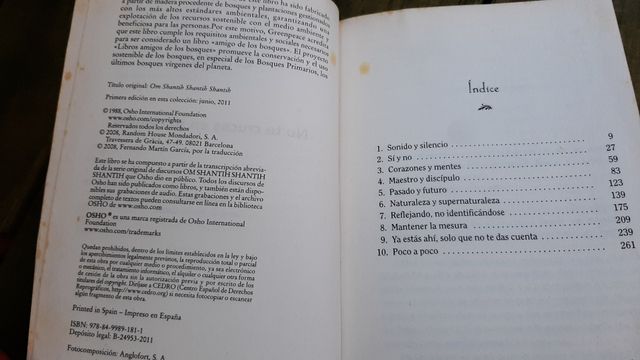 a partir de madera procedente de bosques y plantaciones gestionadas
con los más altos estándares ambientales, garantizando una
explotación de los recursos sostenible con el medio ambiente y
beneficiosa para las personas. Por este motivo, Greenpeace acredita
que este libro cumple los requisitos ambientales y sociales necesarios
para ser considerado un libro «amigo de los bosques». El proyecto
«Libros amigos de los bosques» promueve la conservación y el uso
sostenible de los bosques, en especial de los Bosques Primarios, los
últimos bosques vírgenes del planeta.
Título original: Om Shantih Shantih Shantih
Primera edición en esta colección: junio, 2011
© 1988, Osho International Foundation
www.osho.com/copyrights
Reservados todos los derechos
© 2008, Random House Mondadori, S. A.
Travessera de Gràcia, 47-49. 08021 Barcelona
© 2008, Fernando Martín García, por la traducción
Este libro se ha compuesto a partir de la transcripción abrevia-
da de la serie original de discursos OM SHANTIH SHANTIH
SHANTIH que Osho dio en público. Todos los discursos de
Osho han sido publicados como libros, y también están dispo-
nibles sus grabaciones de audio. Estas grabaciones y el archivo
completo de textos pueden consultarse en línea en la biblioteca
OSHO de www.osho.com
OSHO ® es una marca registrada de Osho International
Foundation
www.osho.com/trademarks
Quedan prohibidos, dentro de los límites establecidos en la ley y bajo
los apercibimientos legalmente previstos, la reproducción total o parcial
de esta obra por cualquier medio o procedimiento, ya sea electrónico
o mecánico, el tratamiento informático, el alquiler o cualquier otra forma
de cesión de la obra sin la autorización previa y por escrito de los
titulares del copyright. Diríjase a CEDRO (Centro Español de Derechos
Reprográficos, http://www.cedro.org) si necesita fotocopiar o escanear
algún fragmento de esta obra.
Printed in Spain – Impreso en España
ISBN: 978-84-9989-181-1
Depósito legal: B-24953-2011
Fotocomposición: Anglofort, S. A.
Índice
1. Sonido y silencio 9
2. Sí y no 27
3. Corazones y mentes 59
4. Maestro y discípulo 83
5. Pasado y futuro 123
6. Naturaleza y supernaturaleza 139
7. Reflejando, no identificándose 175
8. Mantener la mesura 209
9. Ya estás ahí, solo que no te das cuenta 239
10. Poco a poco 261